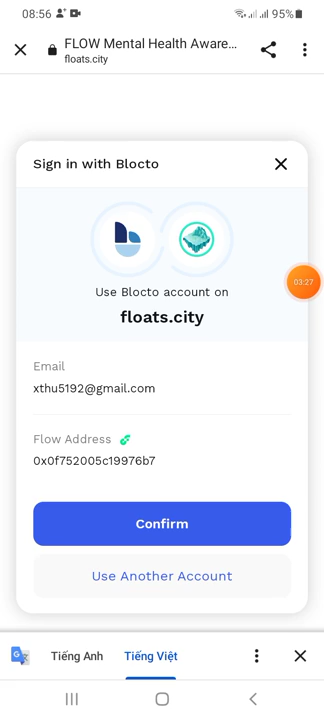 08:56
95%
FLOW Mental Health Aware...
floats.city
Sign in with Blocto
Use Blocto account on
floats.city
03:27
Email
xthu5192@gmail.com
Flow Address
0x0f752005c19976b7
Confirm
Use Another Account
Tiếng Anh
Tiếng Việt